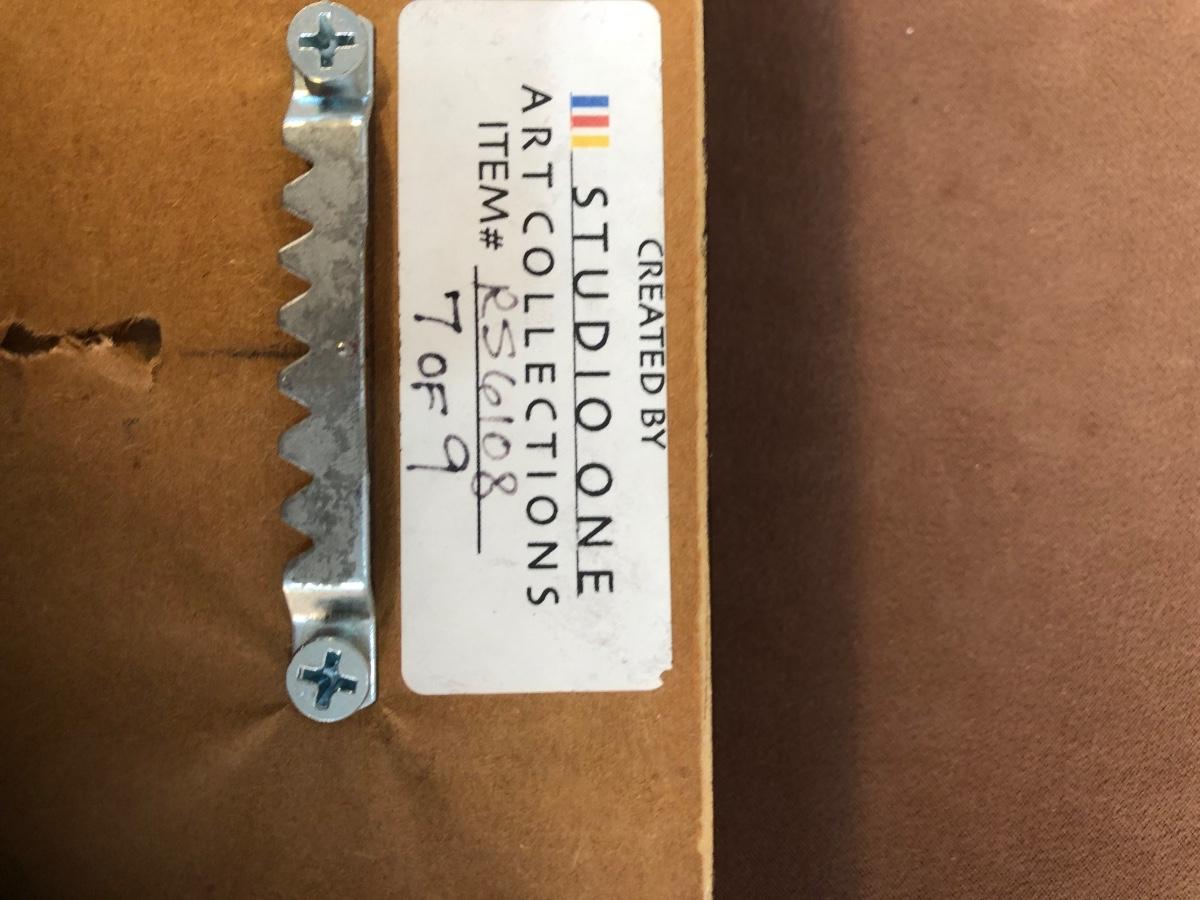 CREATED BY
STUDIO ONE
ART COLLECTIONS
ITEM# RS6108
7 OF 9